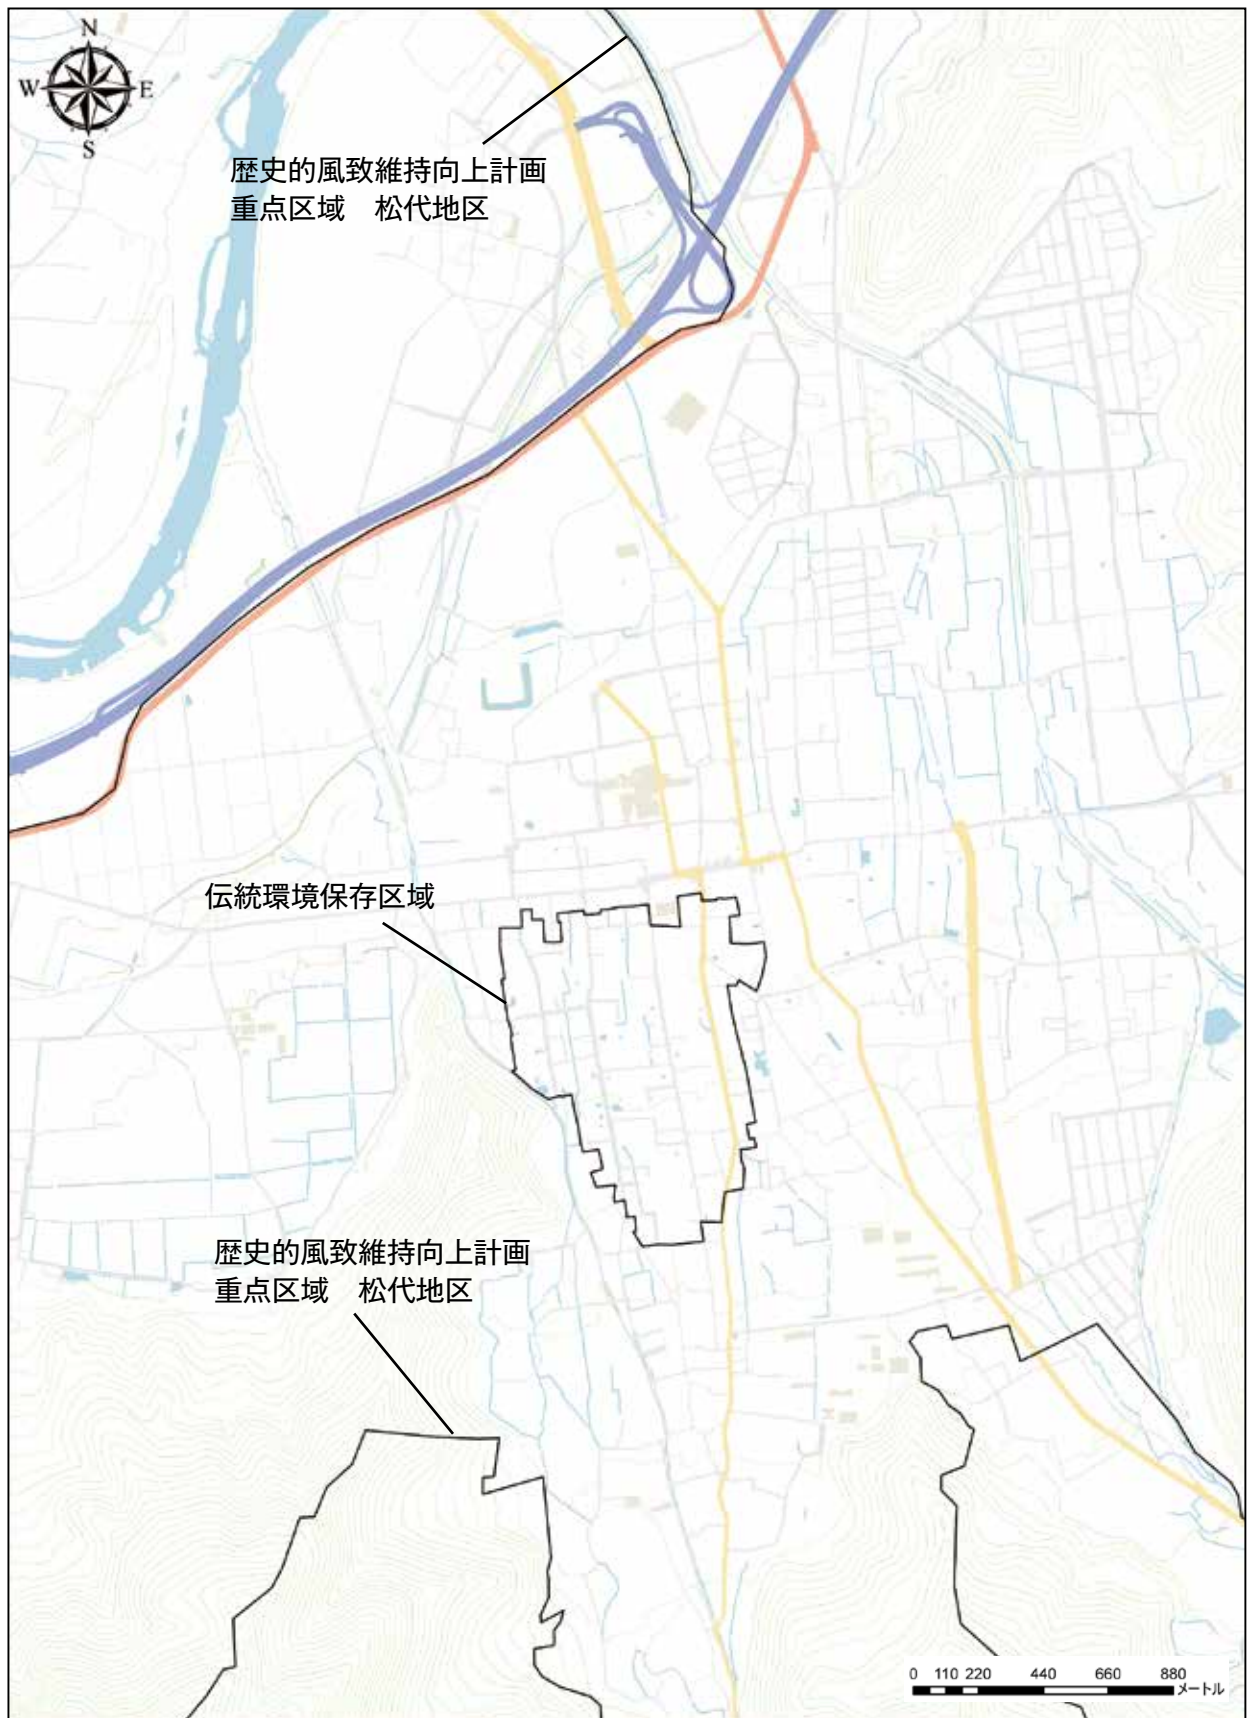 N
W E
S
歴史的風致維持向上計画
重点区域　松代地区
伝統環境保存区域
歴史的風致維持向上計画
重点区域　松代地区
0 110 220 440 660 880
メートル